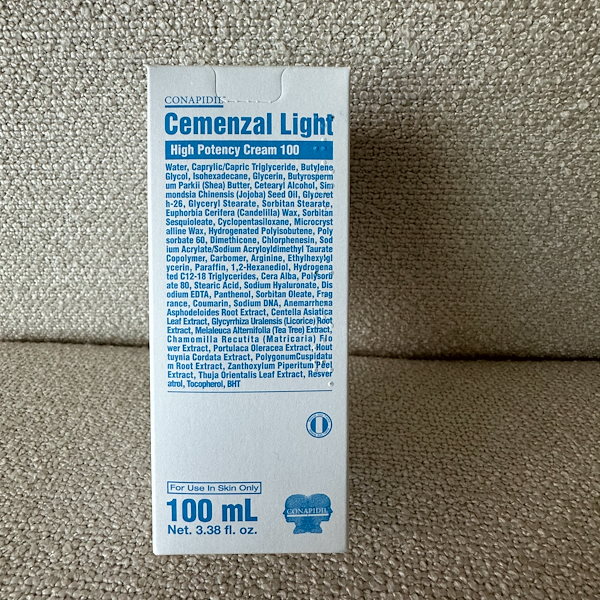 CONAPIDIL
Cemenzal Light
High Potency Cream 100
Water, Caprylic/Capric Triglyceride, Butylene
Glycol, Isohexadecane, Glycerin, Butyrosperm
um Parkii (Shea) Butter, Cetearyl Alcohol, Sim
mondsia Chinensis (Jojoba) Seed Oil, Glyceret
h-26, Glyceryl Stearate, Sorbitan Stearate,
Euphorbia Cerifera (Candelilla) Wax, Sorbitan
Sesquioleate, Cyclopentasiloxane, Microcryst
alline Wax, Hydrogenated Polyisobutene, Poly
sorbate 60, Dimethicone, Chlorphenesin, Sod
ium Acrylate/Sodium Acryloyldimethyl Taurate
Copolymer, Carbomer, Arginine, Ethylhexylgl
ycerin, Paraffin, 1,2-Hexanediol, Hydrogena
ted C12-18 Triglycerides, Cera Alba, Polysorb
ate 80, Stearic Acid, Sodium Hyaluronate, Dis
odium EDTA, Panthenol, Sorbitan Oleate, Frag
rance, Coumarin, Sodium DNA, Anemarrhena
Asphodeloides Root Extract, Centella Asiatica
Leaf Extract, Glycyrrhiza Uralensis (Licorice) Root
Extract, Melaleuca Alternifolia (Tea Tree) Extract,
Chamomilla Recutita (Matricaria) Flo
wer Extract, Portulaca Oleracea Extract, Hout
tuynia Cordata Extract, PolygonumCuspidatu
m Root Extract, Zanthoxylum Piperitum Peel
Extract, Thuja Orientalis Leaf Extract, Resver
atrol, Tocopherol, BHT
For Use In Skin Only
100 mL
Net. 3.38 fl. oz.
CONAPIDIL